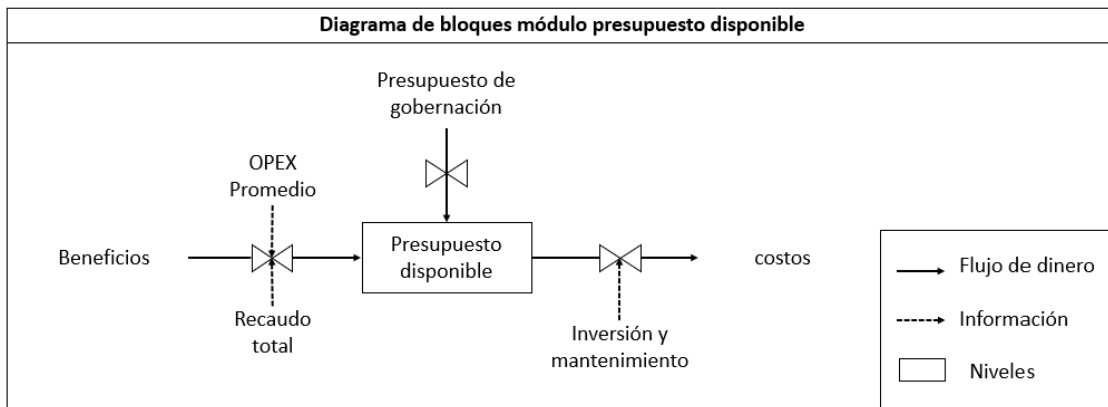 Diagrama de bloques módulo presupuesto disponible
Presupuesto de
gobernación
OPEX
Promedio
Beneficios
Presupuesto
disponible
costos
Recaudo
total
Inversión y
mantenimiento
Flujo de dinero
Información
Niveles